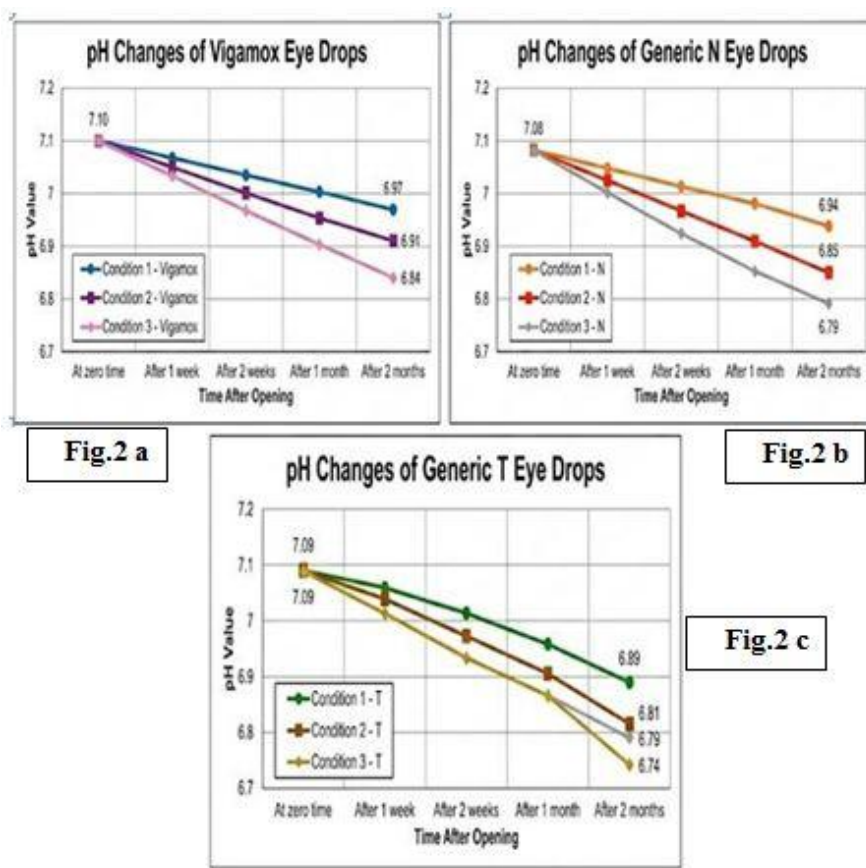 pH Changes of Vigamox Eye Drops
7.2
7.1
7
6.9
6.8
6.7
pH Value
7.10
6.97
6.91
6.84
Condition 1 - Vigamox
Condition 2 - Vigamox
Condition 3 - Vigamox
At zero time After 1 week After 2 weeks After 1 month After 2 months
Time After Opening
Fig.2 a
pH Changes of Generic N Eye Drops
7.2
7.1
7
6.9
6.8
6.7
pH Value
7.08
6.94
6.85
6.79
Condition 1 - N
Condition 2 - N
Condition 3 - N
At zero time After 1 week After 2 weeks After 1 month After 2 months
Time After Opening
Fig.2 b
pH Changes of Generic T Eye Drops
7.2
7.1
7
6.9
6.8
6.7
pH Value
7.09
7.09
6.89
6.81
6.79
6.74
Condition 1 - T
Condition 2 - T
Condition 3 - T
At zero time After 1 week After 2 weeks After 1 month After 2 months
Time After Opening
Fig.2 c